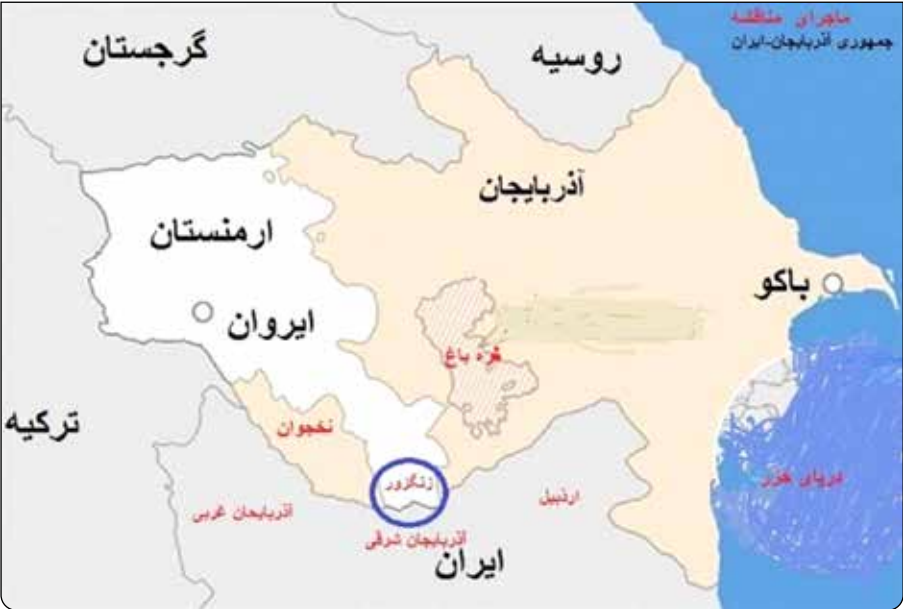 ماجرای مناقشه
جمهوری آذربایجان-ایران
گرجستان
روسیه
آذربایجان
ارمنستان
باکو
ایروان
قره باغ
ترکیه
نخجوان
زنگزور
دریای خزر
اردبیل
آذربایجان غربی
آذربایجان شرقی
ایران